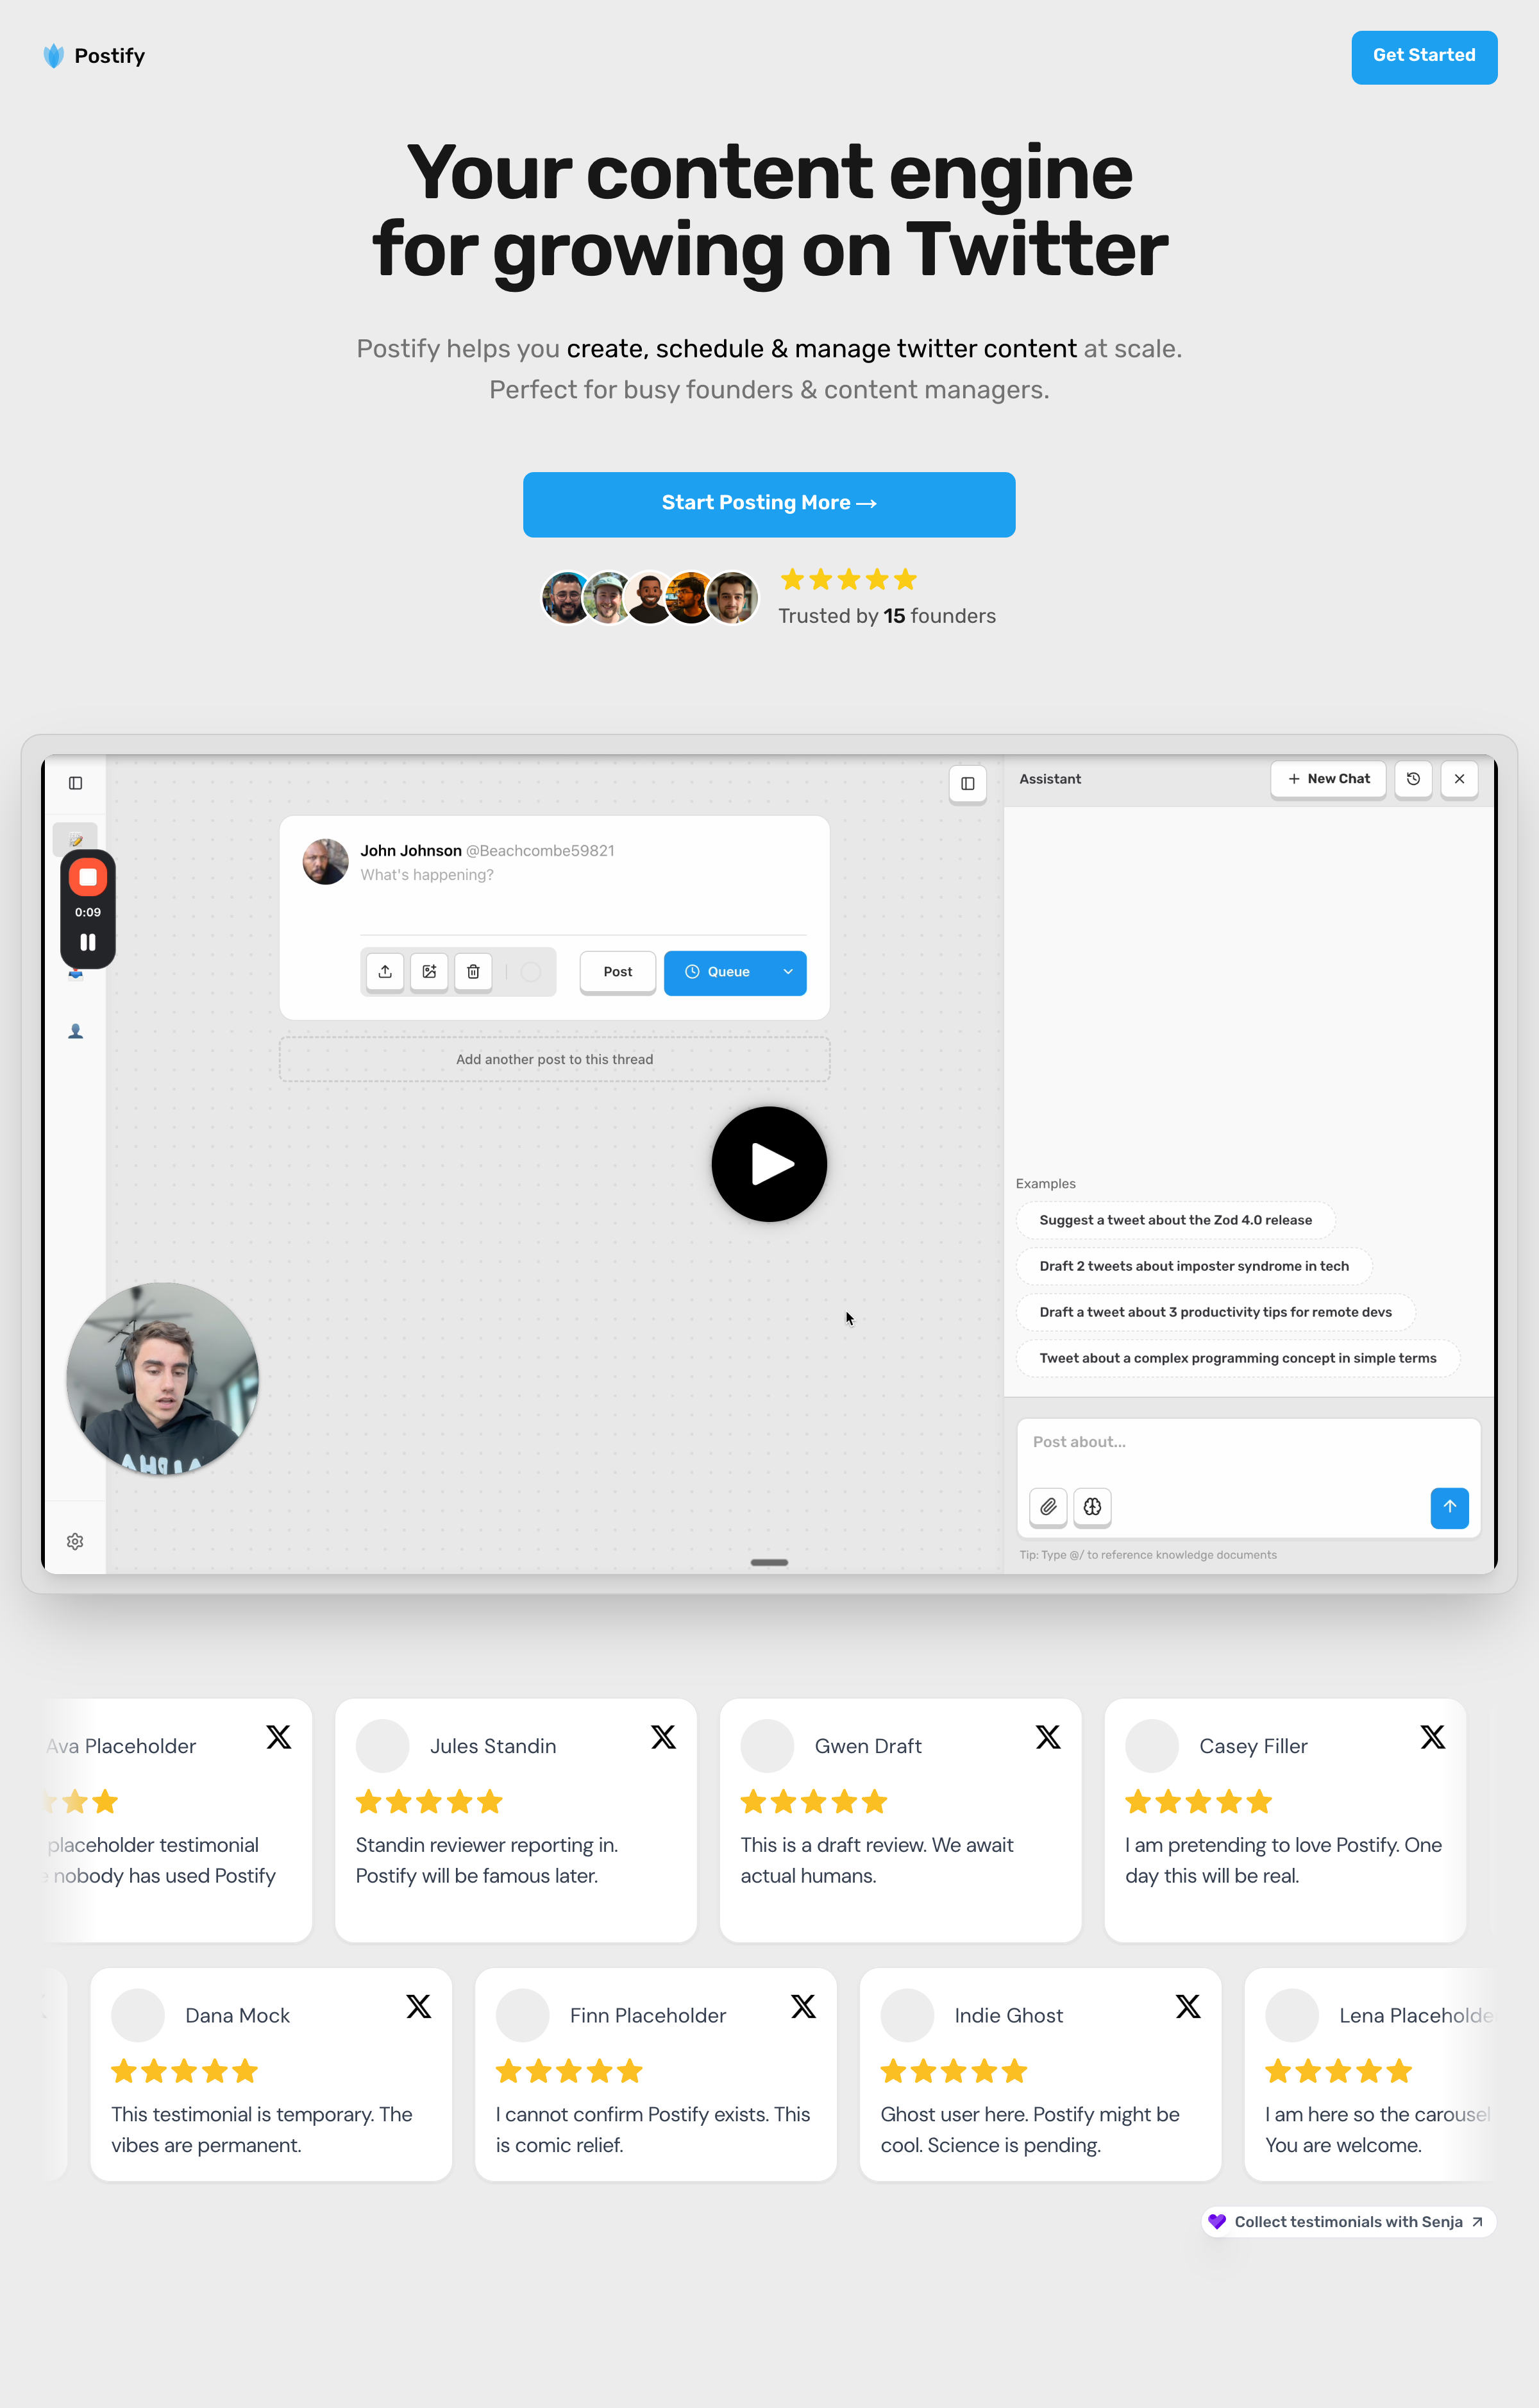 Postify
Get Started
Your content engine
for growing on Twitter
Postify helps you create, schedule & manage twitter content at scale.
Perfect for busy founders & content managers.
Start Posting More →
Trusted by 15 founders
Assistant
New Chat
John Johnson @Beachcombe59821
What's happening?
0:09
Post
Queue
Add another post to this thread
Examples
Suggest a tweet about the Zod 4.0 release
Draft 2 tweets about imposter syndrome in tech
Draft a tweet about 3 productivity tips for remote devs
Tweet about a complex programming concept in simple terms
Post about...
Tip: Type @/ to reference knowledge documents
Ava Placeholder
placeholder testimonial
nobody has used Postify
Jules Standin
Standin reviewer reporting in.
Postify will be famous later.
Gwen Draft
This is a draft review. We await
actual humans.
Casey Filler
I am pretending to love Postify. One
day this will be real.
Dana Mock
This testimonial is temporary. The
vibes are permanent.
Finn Placeholder
I cannot confirm Postify exists. This
is comic relief.
Indie Ghost
Ghost user here. Postify might be
cool. Science is pending.
Lena Placeholde
I am here so the carousel
You are welcome.
Collect testimonials with Senja